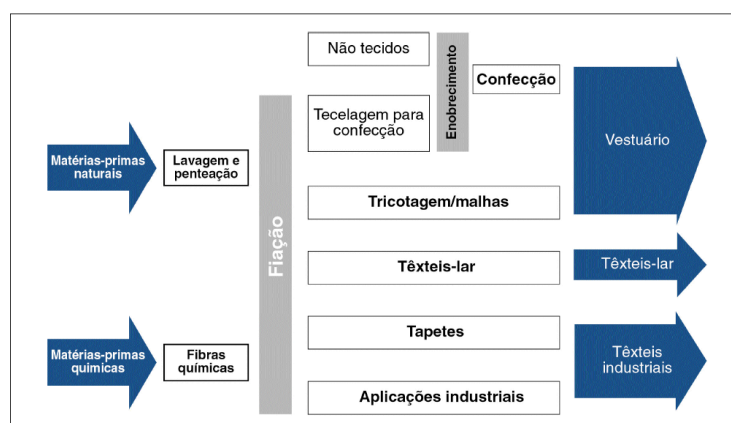 Não tecidos
Enobrecimento
Confecção
Tecelagem para
confecção
Vestuário
Matérias-primas
naturais
Lavagem e
penteação
Fiação
Tricotagem/malhas
Têxteis-lar
Têxteis-lar
Matérias-primas
quimicas
Fibras
químicas
Tapetes
Têxteis
industriais
Aplicações industriais